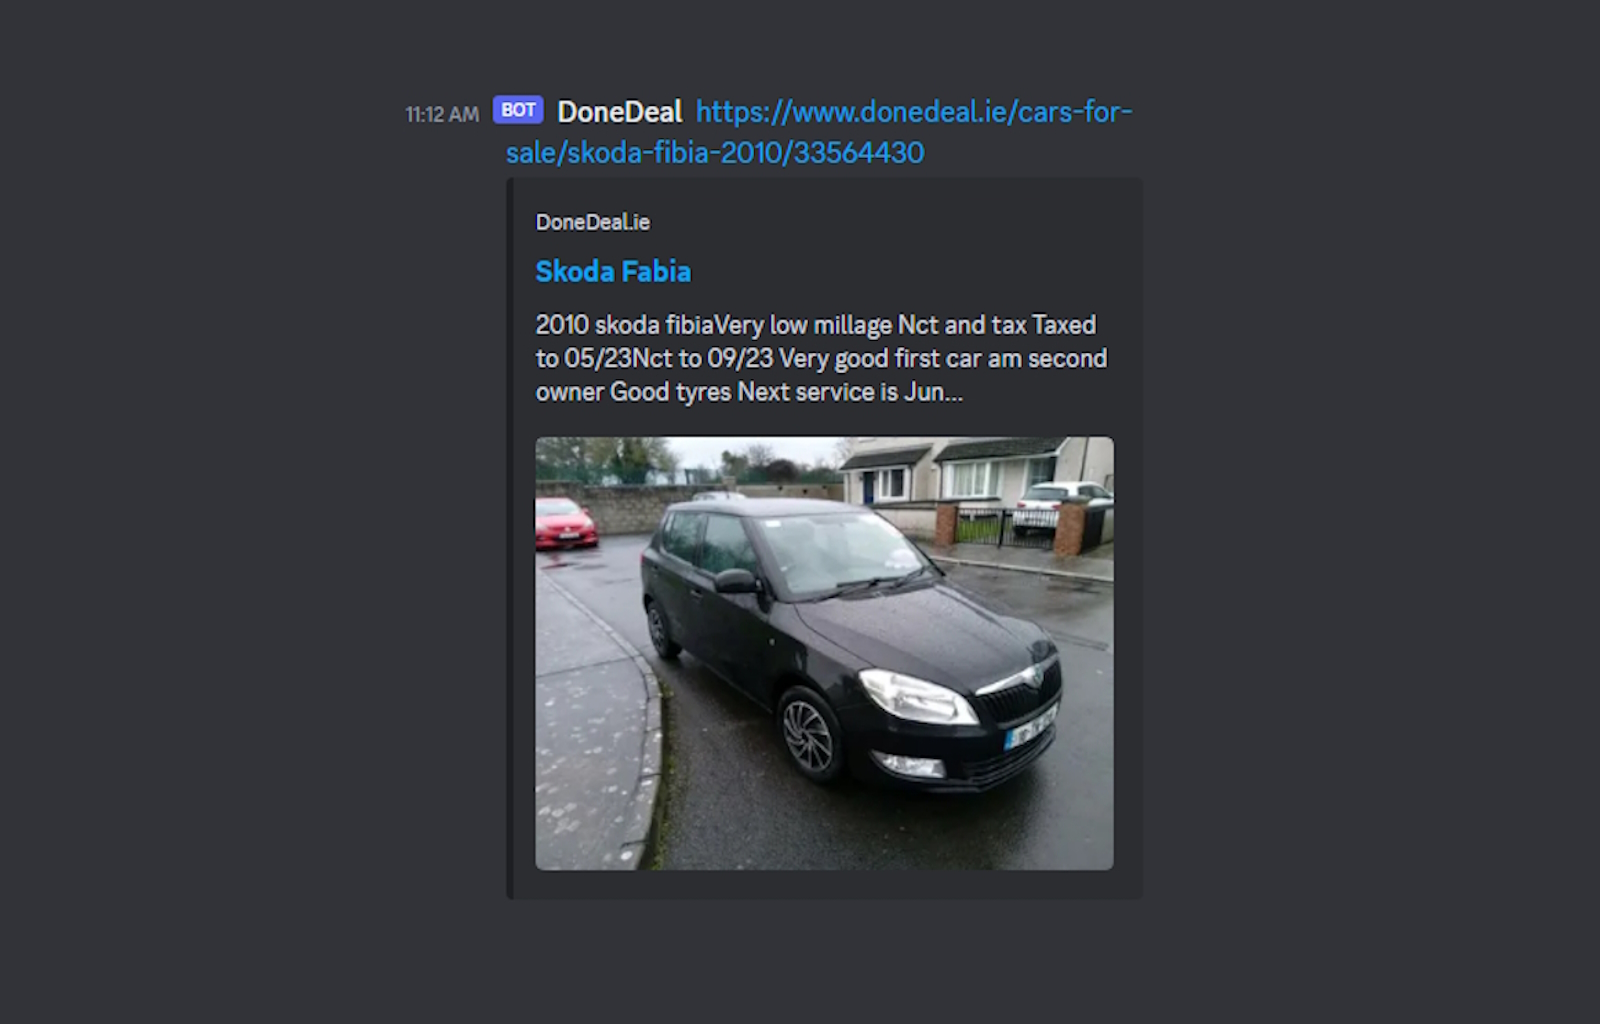 11:12 AM BOT DoneDeal https://www.donedeal.ie/cars-for-
sale/skoda-fibia-2010/33564430
DoneDeal.ie
Skoda Fabia
2010 skoda fibiaVery low millage Nct and tax Taxed
to 05/23Nct to 09/23 Very good first car am second
owner Good tyres Next service is Jun...